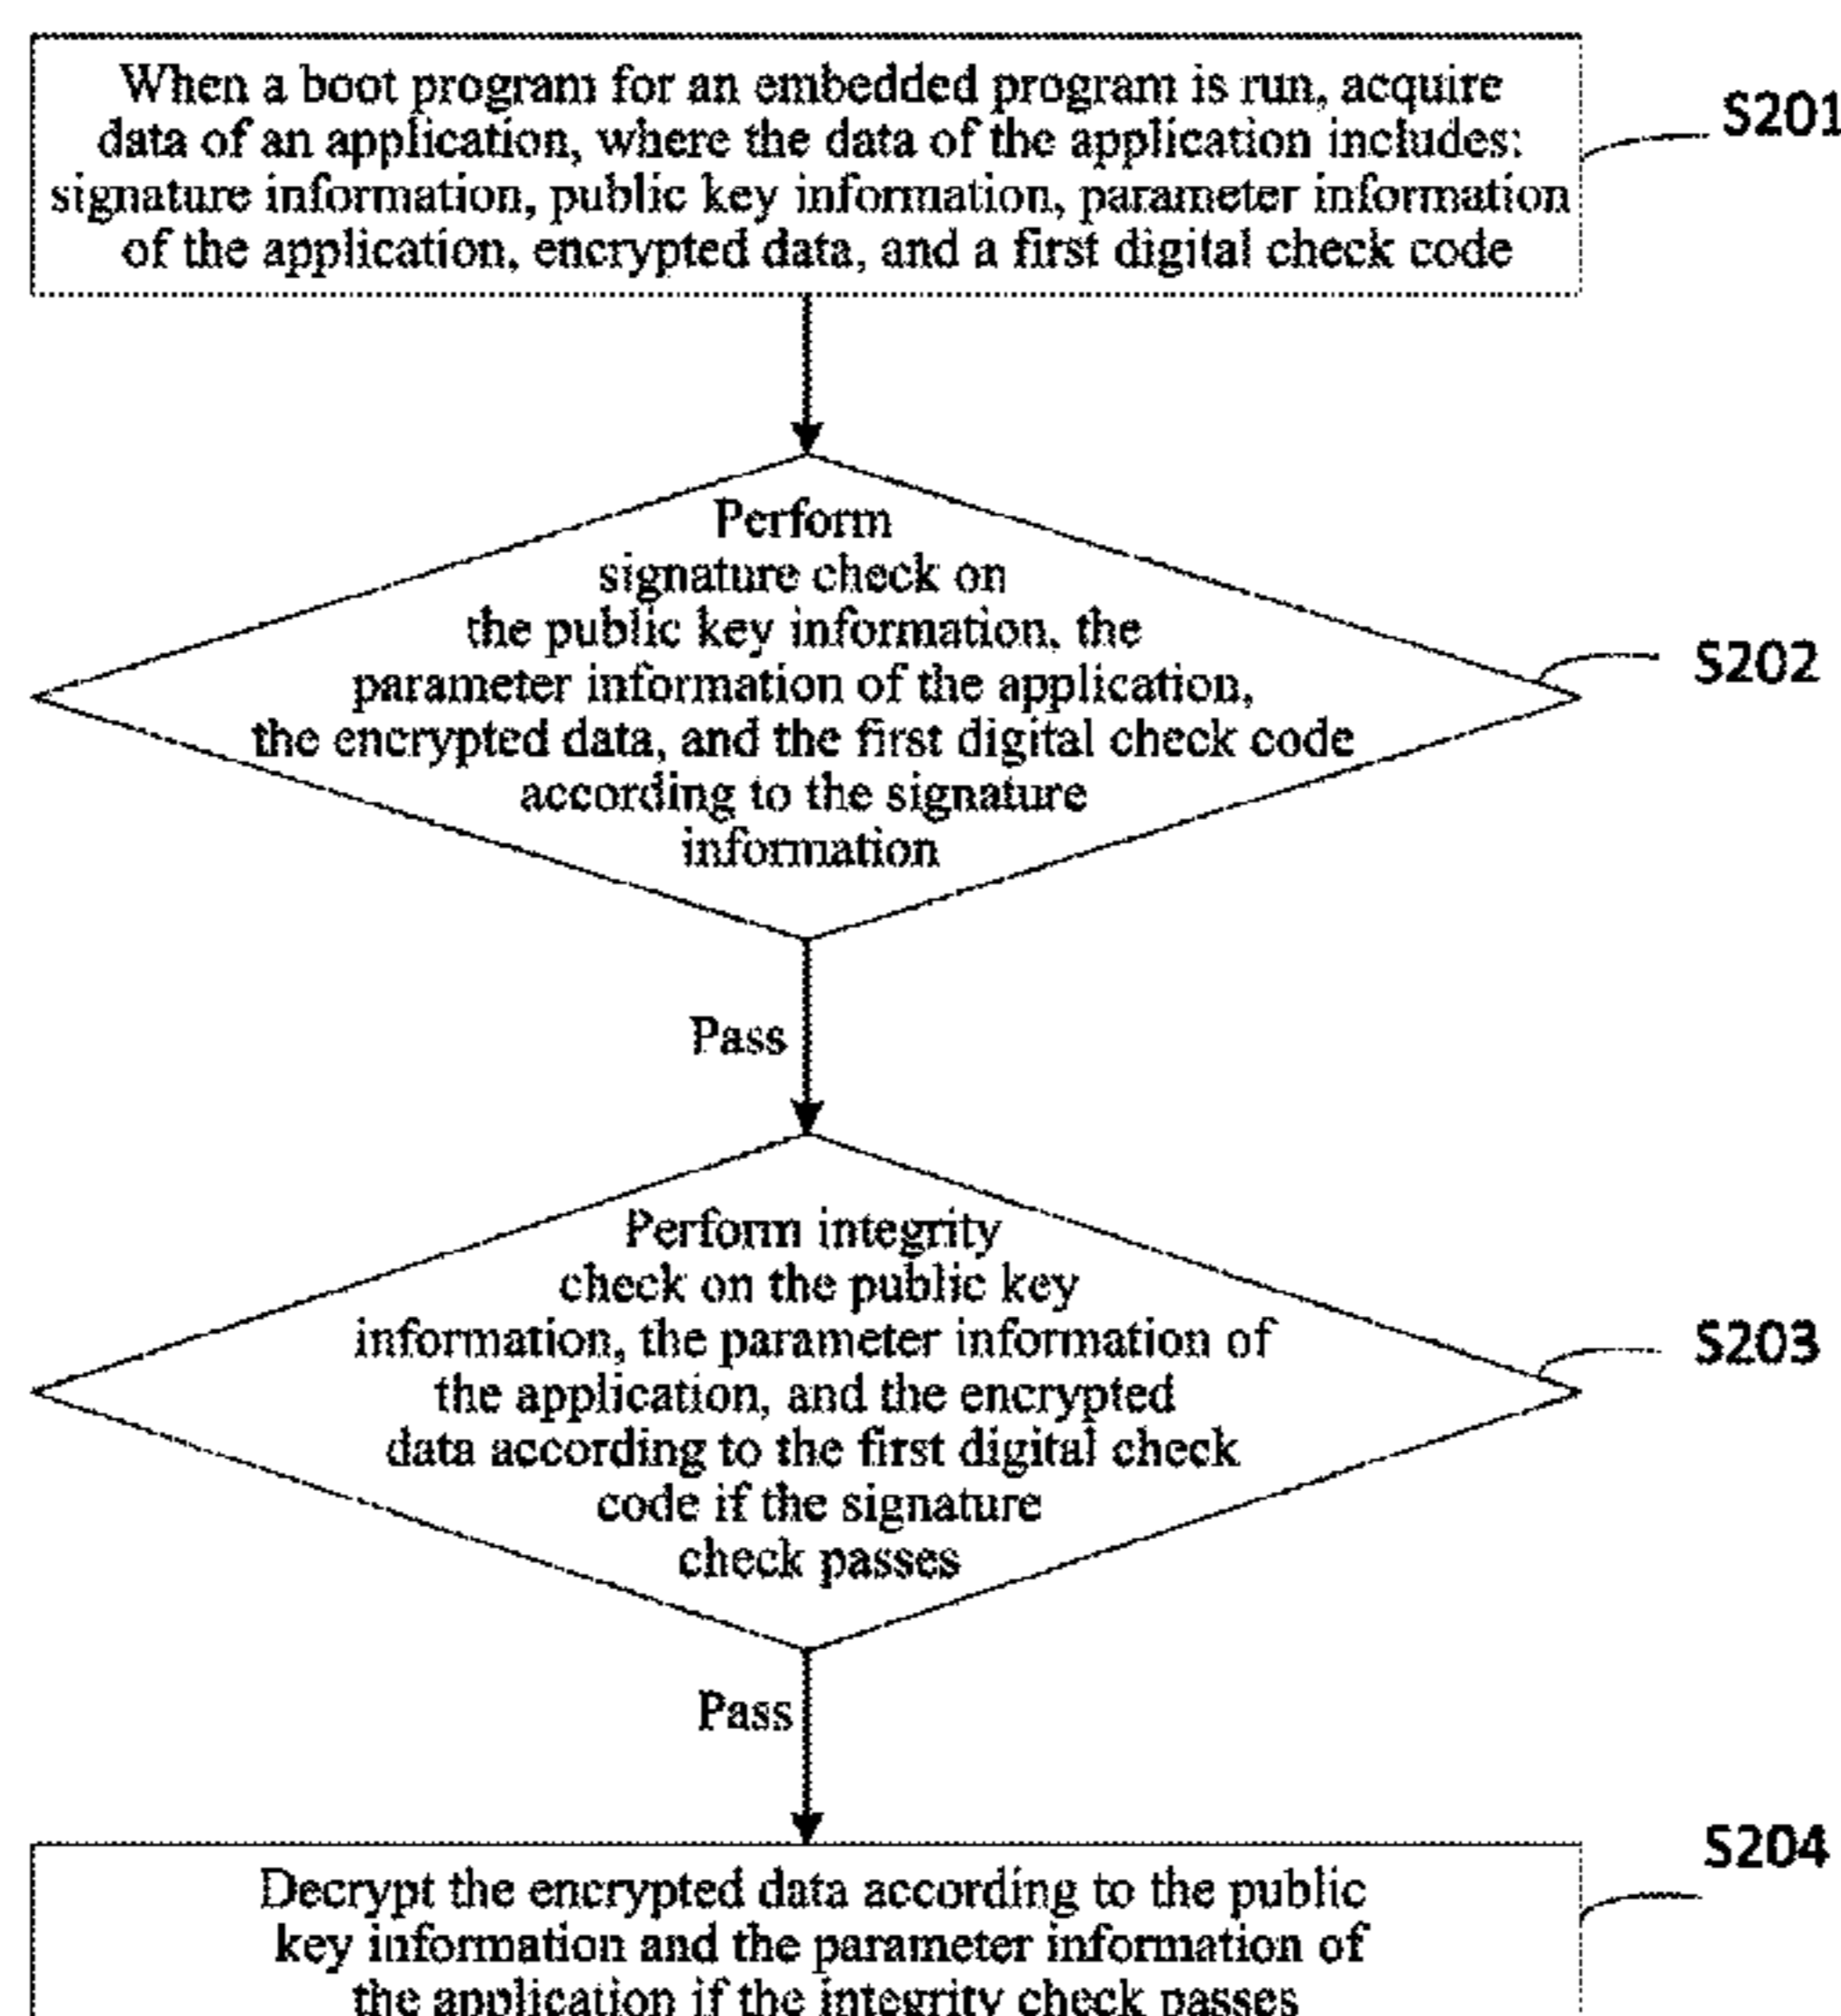 When a boot program for an embedded program is run, acquire
data of an application, where the data of the application includes:
signature information, public key information, parameter information
of the application, encrypted data, and a first digital check code
S201
Perform
signature check on
the public key information, the
parameter information of the application,
the encrypted data, and the first digital check code
according to the signature
information
S202
Pass
Perform integrity
check on the public key
information, the parameter information of
the application, and the encrypted
data according to the first digital check
code if the signature
check passes
S203
Pass
Decrypt the encrypted data according to the public
key information and the parameter information of
the application if the integrity check passes
S204